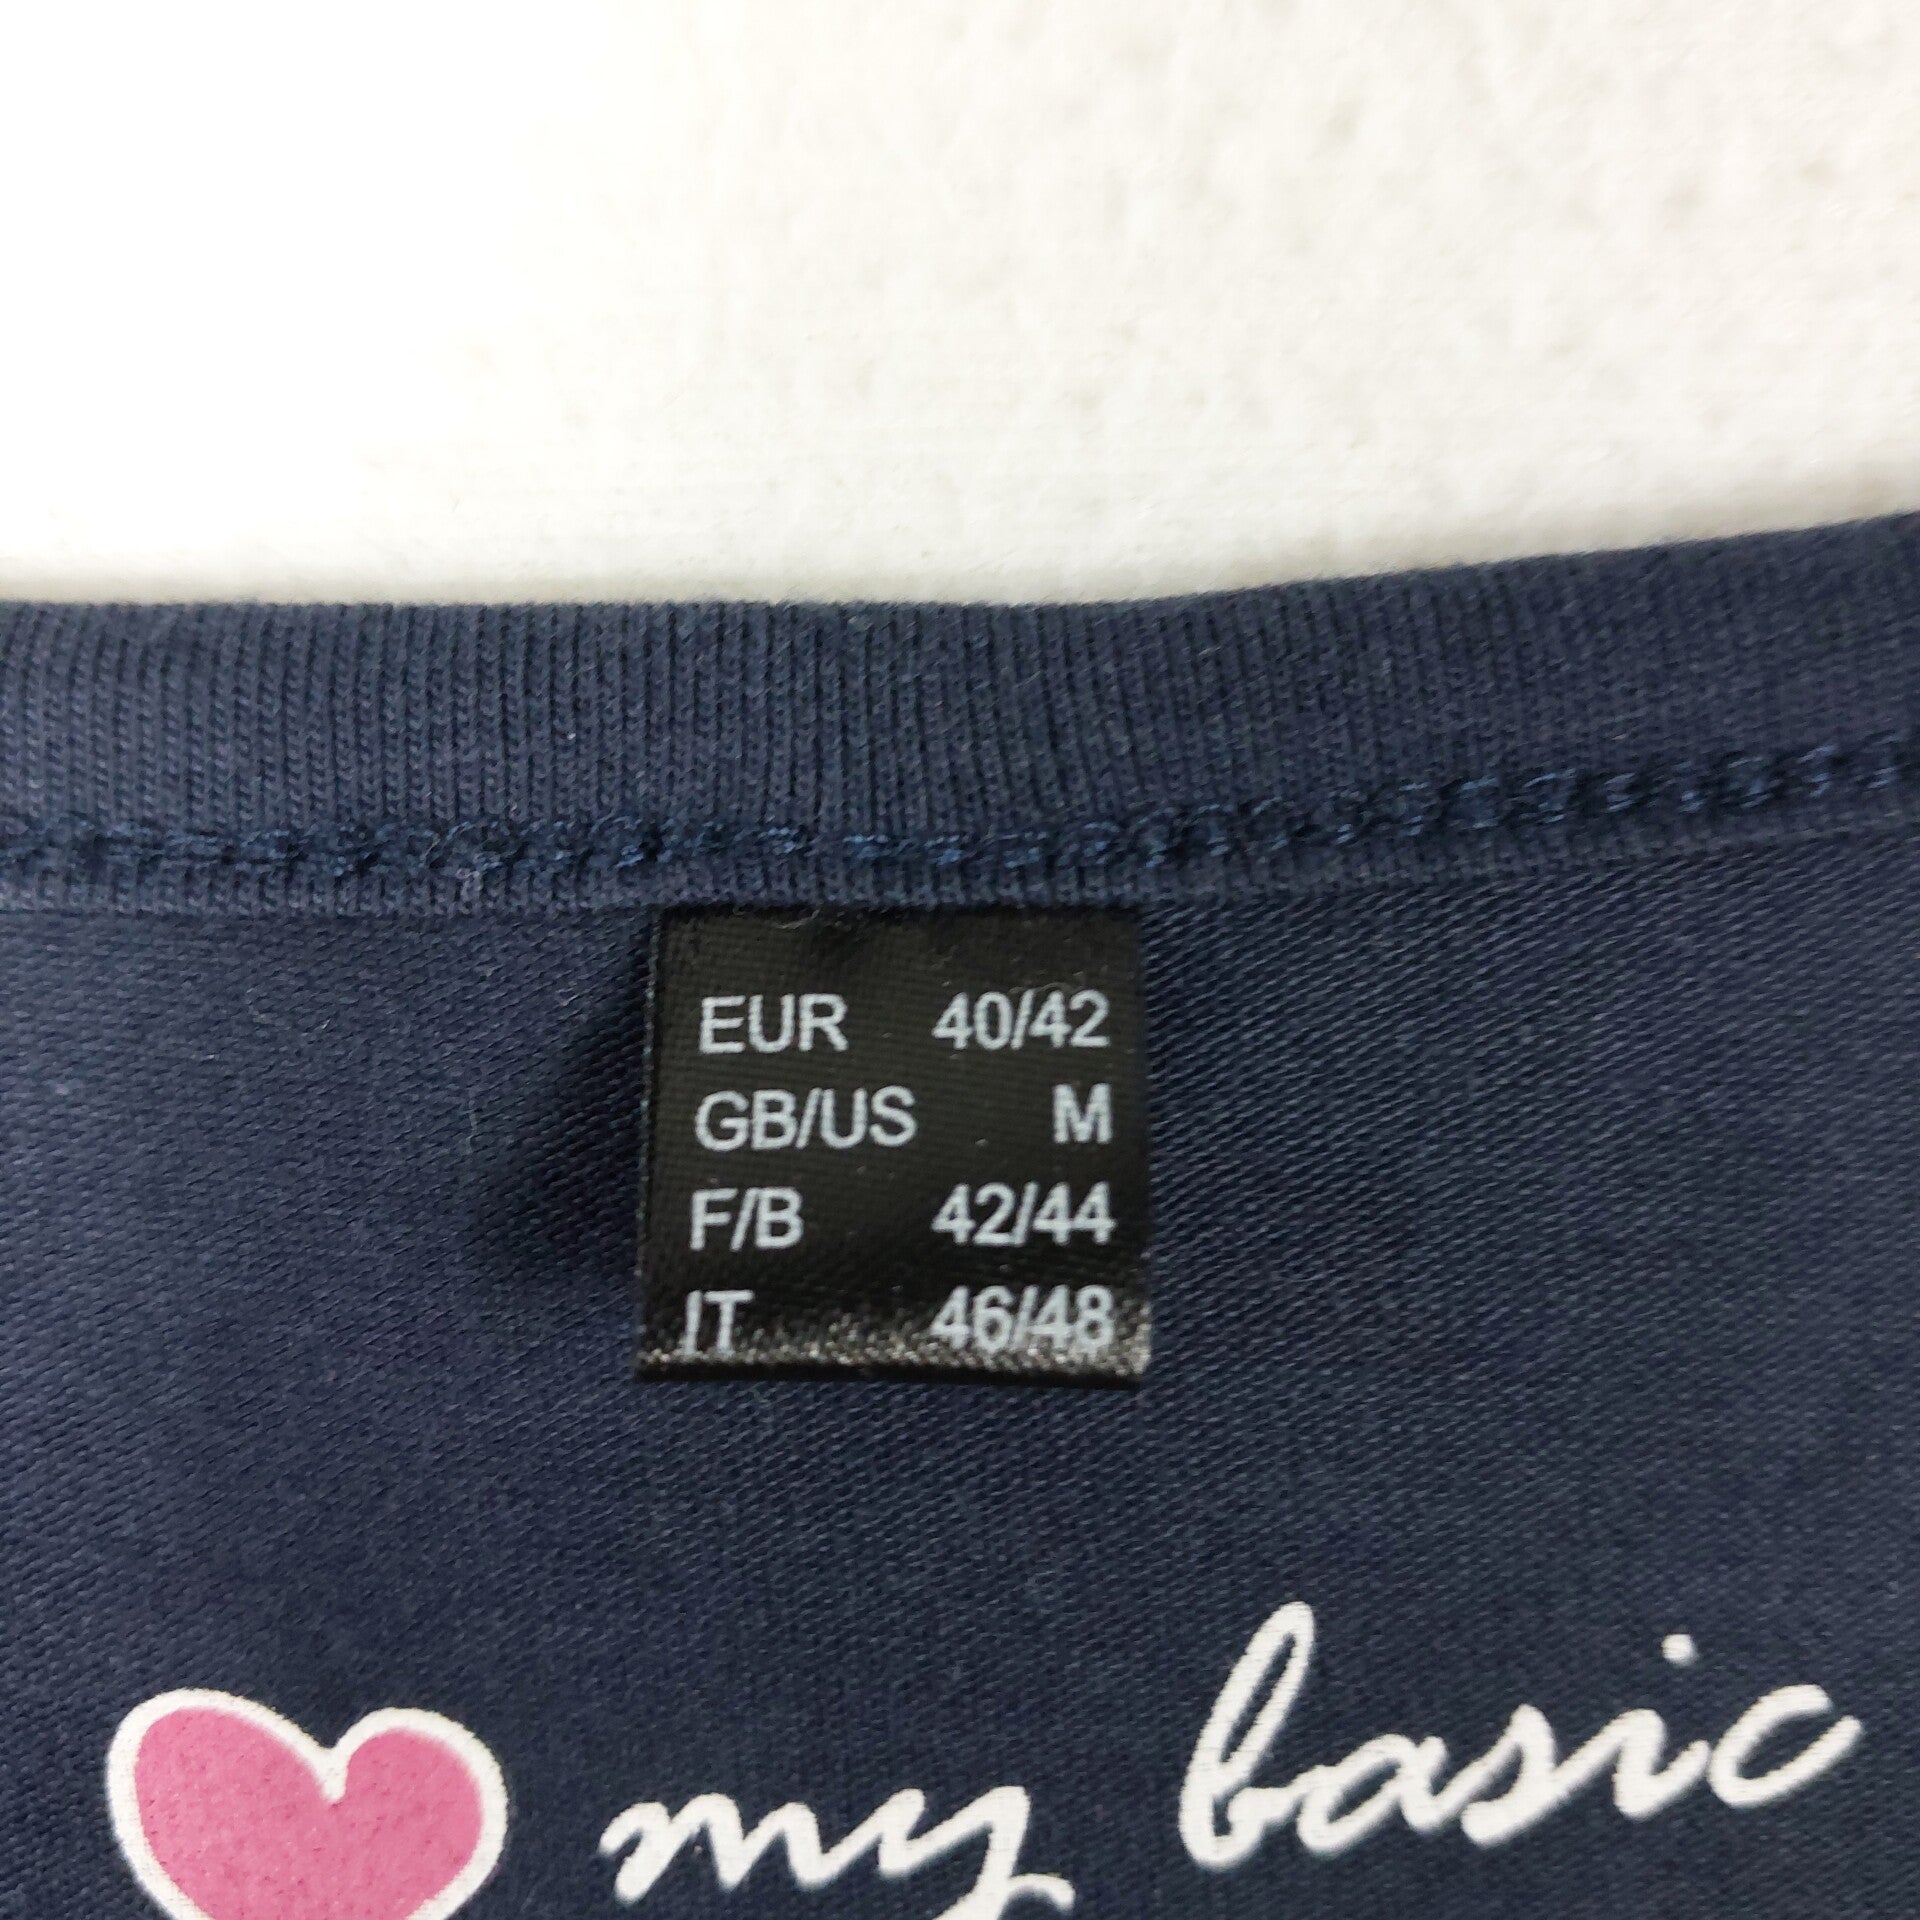 EUR 40/42
GB/US M
F/B 42/44
IT 46/48
my basic